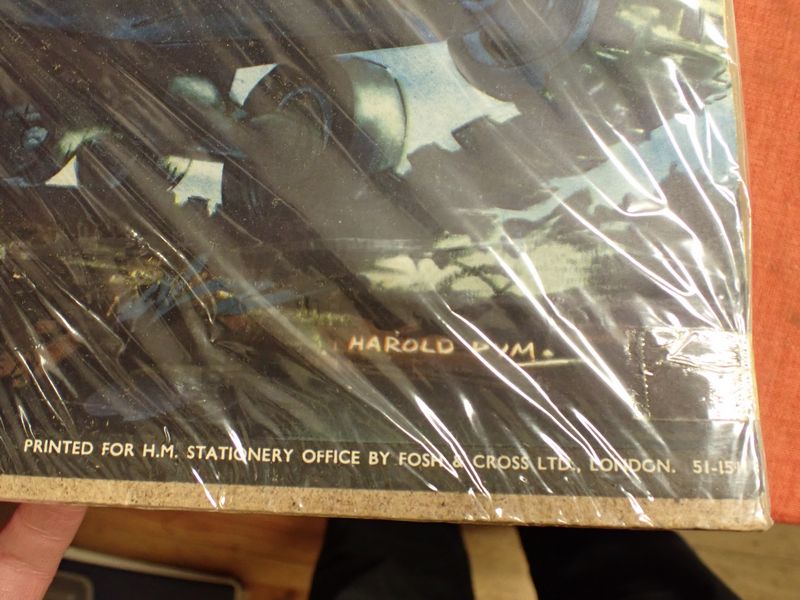 HAROLD
PRINTED FOR H.M. STATIONERY OFFICE BY FOSH & CROSS LTD., LONDON.